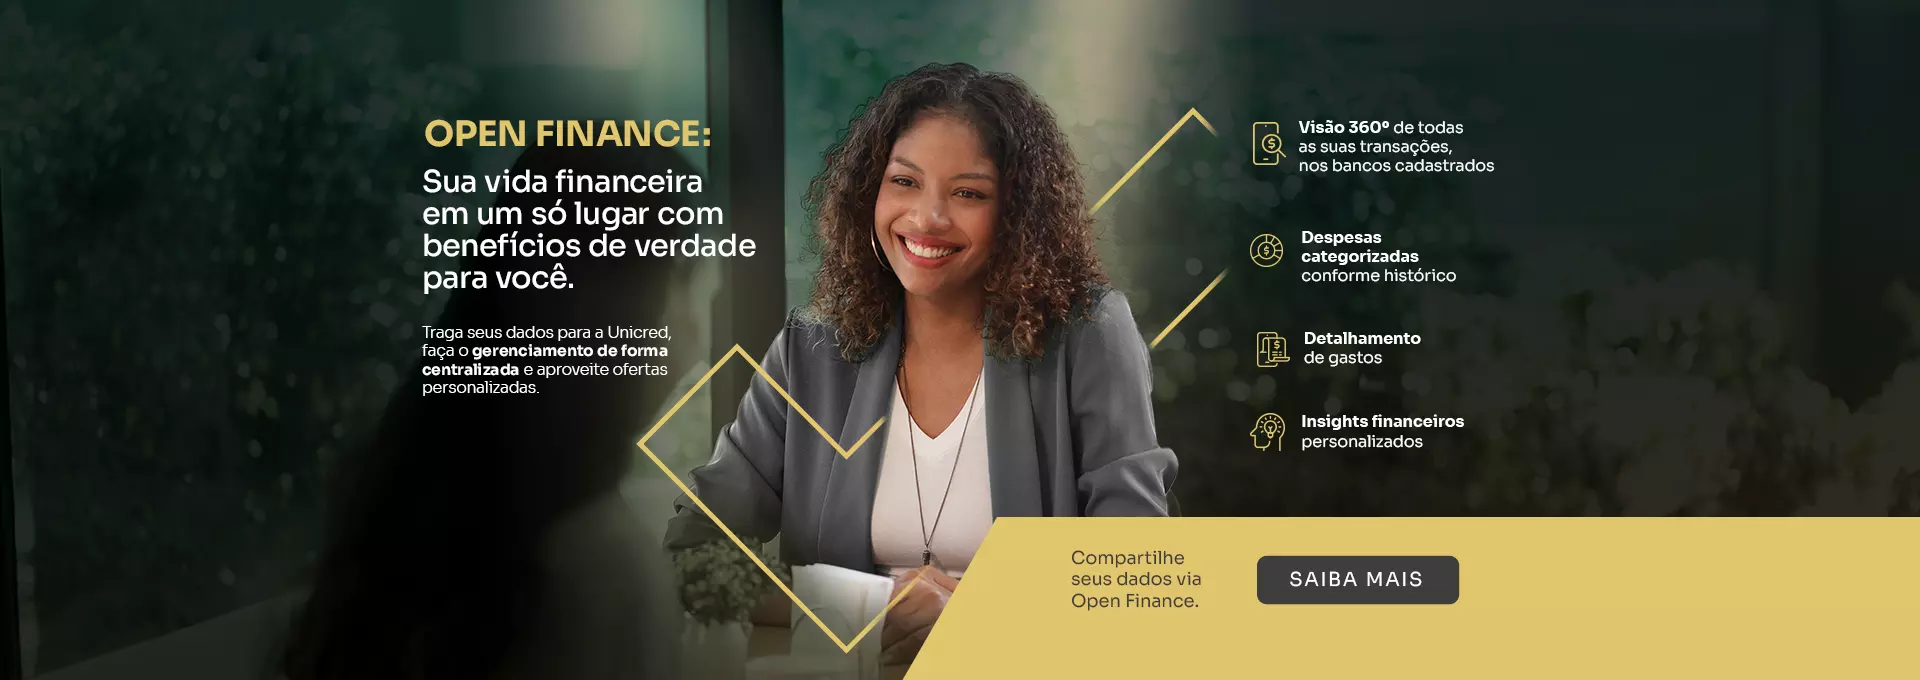 OPEN FINANCE:
Sua vida financeira
em um só lugar com
benefícios de verdade
para você.
Traga seus dados para a Unicred,
faça o gerenciamento de forma
centralizada e aproveite ofertas
personalizadas.
Visão 360º de todas
as suas transações,
nos bancos cadastrados
Despesas
categorizadas
conforme histórico
Detalhamento
de gastos
Insights financeiros
personalizados
Compartilhe
seus dados via
Open Finance.
SAIBA MAIS